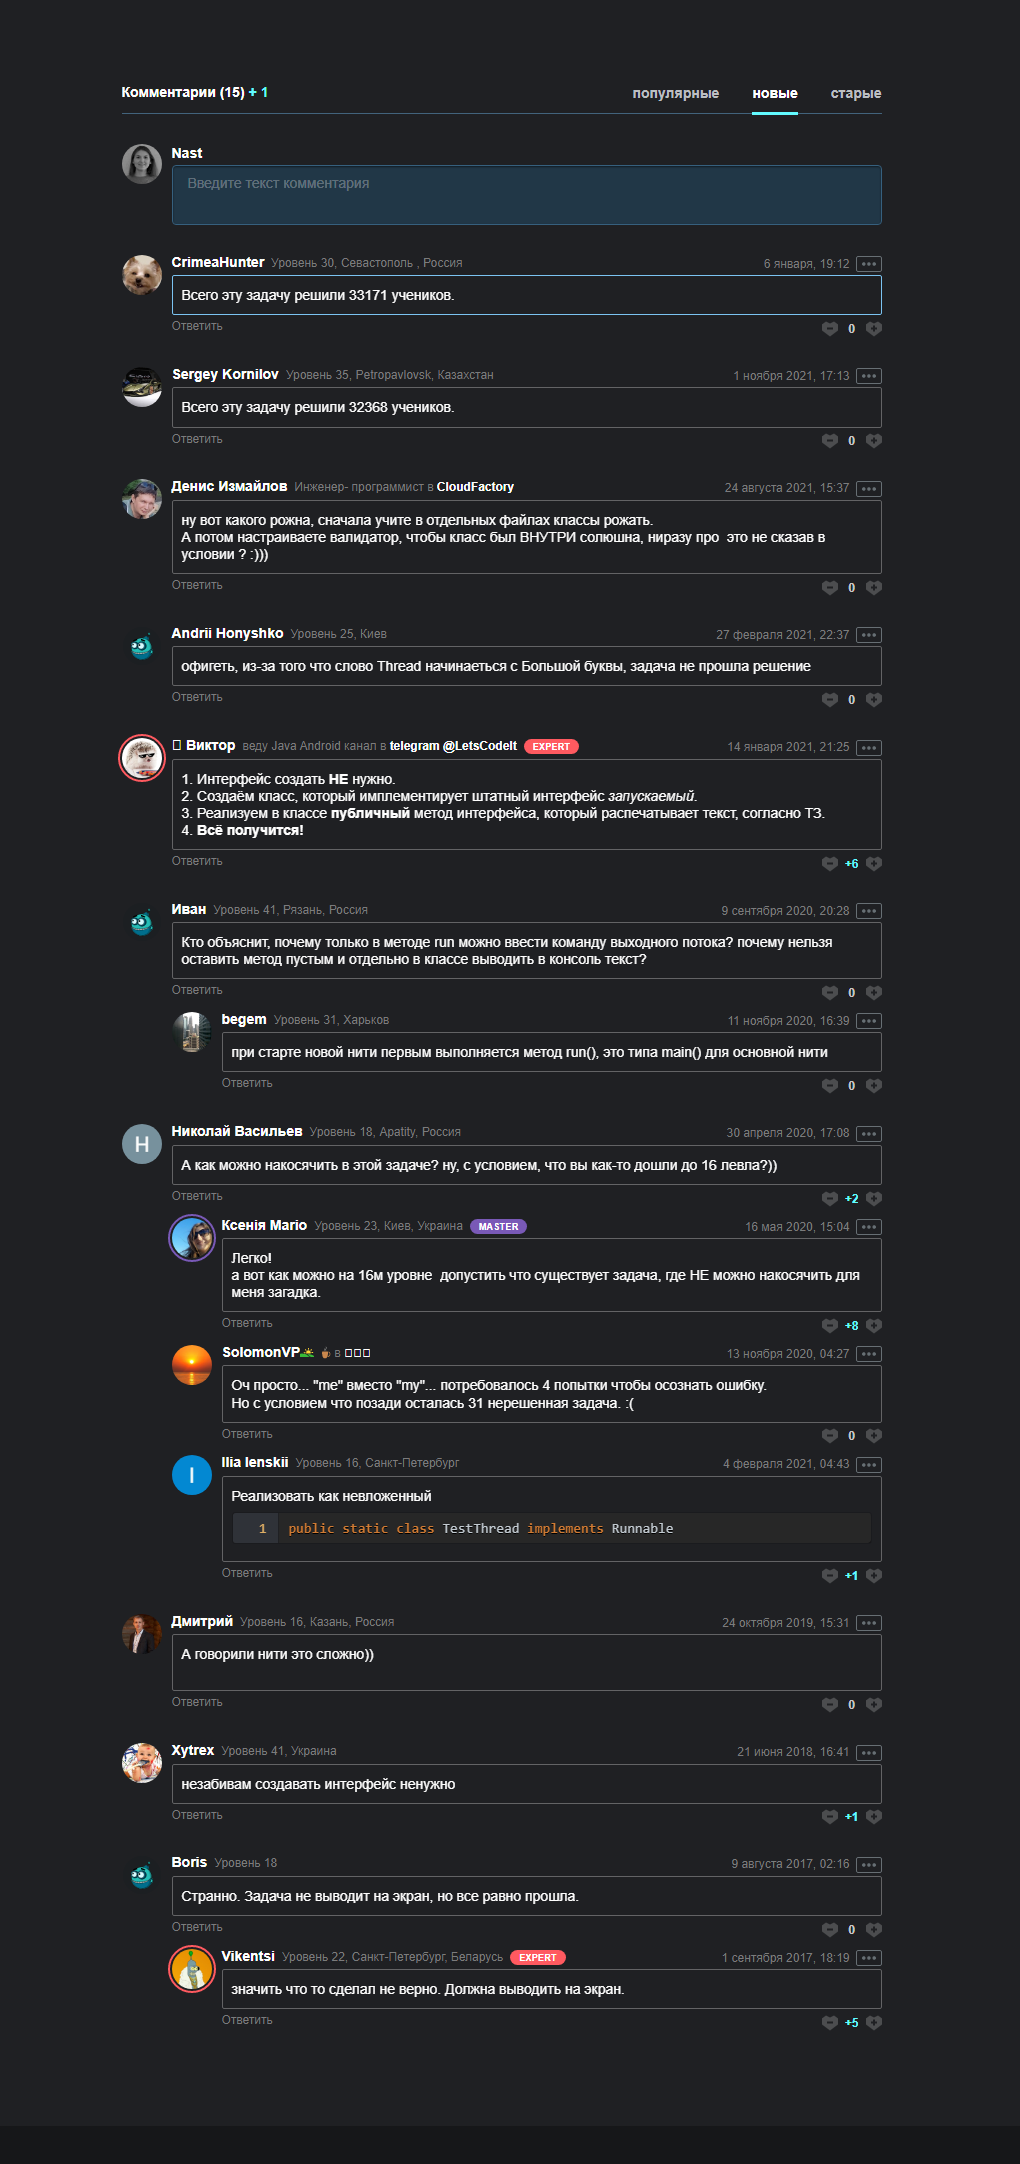 Комментарии (15) + 1
популярные новые старые
Nast
Введите текст комментария
CrimeaHunter Уровень 30, Севастополь , Россия 6 января, 19:12
Всего эту задачу решили 33171 учеников.
Ответить 0
Sergey Kornilov Уровень 35, Petropavlovsk, Казахстан 1 ноября 2021, 17:13
Всего эту задачу решили 32368 учеников.
Ответить 0
Денис Измайлов Инженер- программист в CloudFactory 24 августа 2021, 15:37
ну вот какого рожна, сначала учите в отдельных файлах классы рожать.
А потом настраиваете валидатор, чтобы класс был ВНУТРИ солюшна, ниразу про  это не сказав в
условии ? :)))
Ответить 0
Andrii Honyshko Уровень 25, Киев 27 февраля 2021, 22:37
офигеть, из-за того что слово Thread начинаеться с Большой буквы, задача не прошла решение
Ответить 0
Виктор веду Java Android канал в telegram @LetsCodeIt EXPERT 14 января 2021, 21:25
1. Интерфейс создать НЕ нужно.
2. Создаём класс, который имплементирует штатный интерфейс запускаемый.
3. Реализуем в классе публичный метод интерфейса, который распечатывает текст, согласно ТЗ.
4. Всё получится!
Ответить +6
Иван Уровень 41, Рязань, Россия 9 сентября 2020, 20:28
Кто объяснит, почему только в методе run можно ввести команду выходного потока? почему нельзя
оставить метод пустым и отдельно в классе выводить в консоль текст?
Ответить 0
begem Уровень 31, Харьков 11 ноября 2020, 16:39
при старте новой нити первым выполняется метод run(), это типа main() для основной нити
Ответить 0
Н
Николай Васильев Уровень 18, Apatity, Россия 30 апреля 2020, 17:08
А как можно накосячить в этой задаче? ну, с условием, что вы как-то дошли до 16 левла?))
Ответить +2
Ксенія Mario Уровень 23, Киев, Украина MASTER 16 мая 2020, 15:04
Легко!
а вот как можно на 16м уровне  допустить что существует задача, где НЕ можно накосячить для
меня загадка.
Ответить +8
SolomonVP в 13 ноября 2020, 04:27
Оч просто... "me" вместо "my"... потребовалось 4 попытки чтобы осознать ошибку.
Но с условием что позади осталась 31 нерешенная задача. :(
Ответить 0
I
Ilia Ienskii Уровень 16, Санкт-Петербург 4 февраля 2021, 04:43
Реализовать как невложенный
1 public static class TestThread implements Runnable
Ответить +1
Дмитрий Уровень 16, Казань, Россия 24 октября 2019, 15:31
А говорили нити это сложно))
Ответить 0
Xytrex Уровень 41, Украина 21 июня 2018, 16:41
незабивам создавать интерфейс ненужно
Ответить +1
Boris Уровень 18 9 августа 2017, 02:16
Странно. Задача не выводит на экран, но все равно прошла.
Ответить 0
Vikentsi Уровень 22, Санкт-Петербург, Беларусь EXPERT 1 сентября 2017, 18:19
значить что то сделал не верно. Должна выводить на экран.
Ответить +5